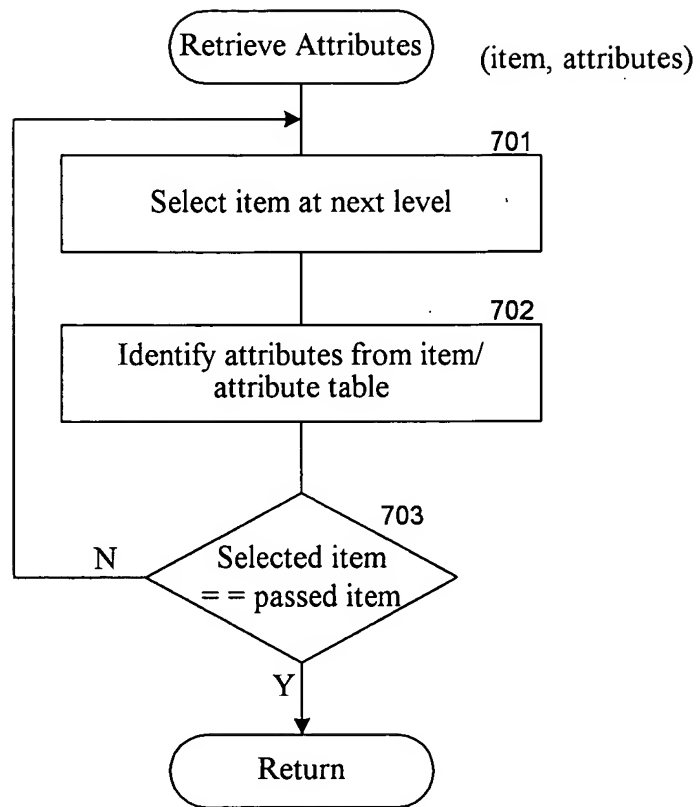 Retrieve Attributes
(item, attributes)
701
Select item at next level
702
Identify attributes from item/
attribute table
703
N
Selected item
= = passed item
Y
Return